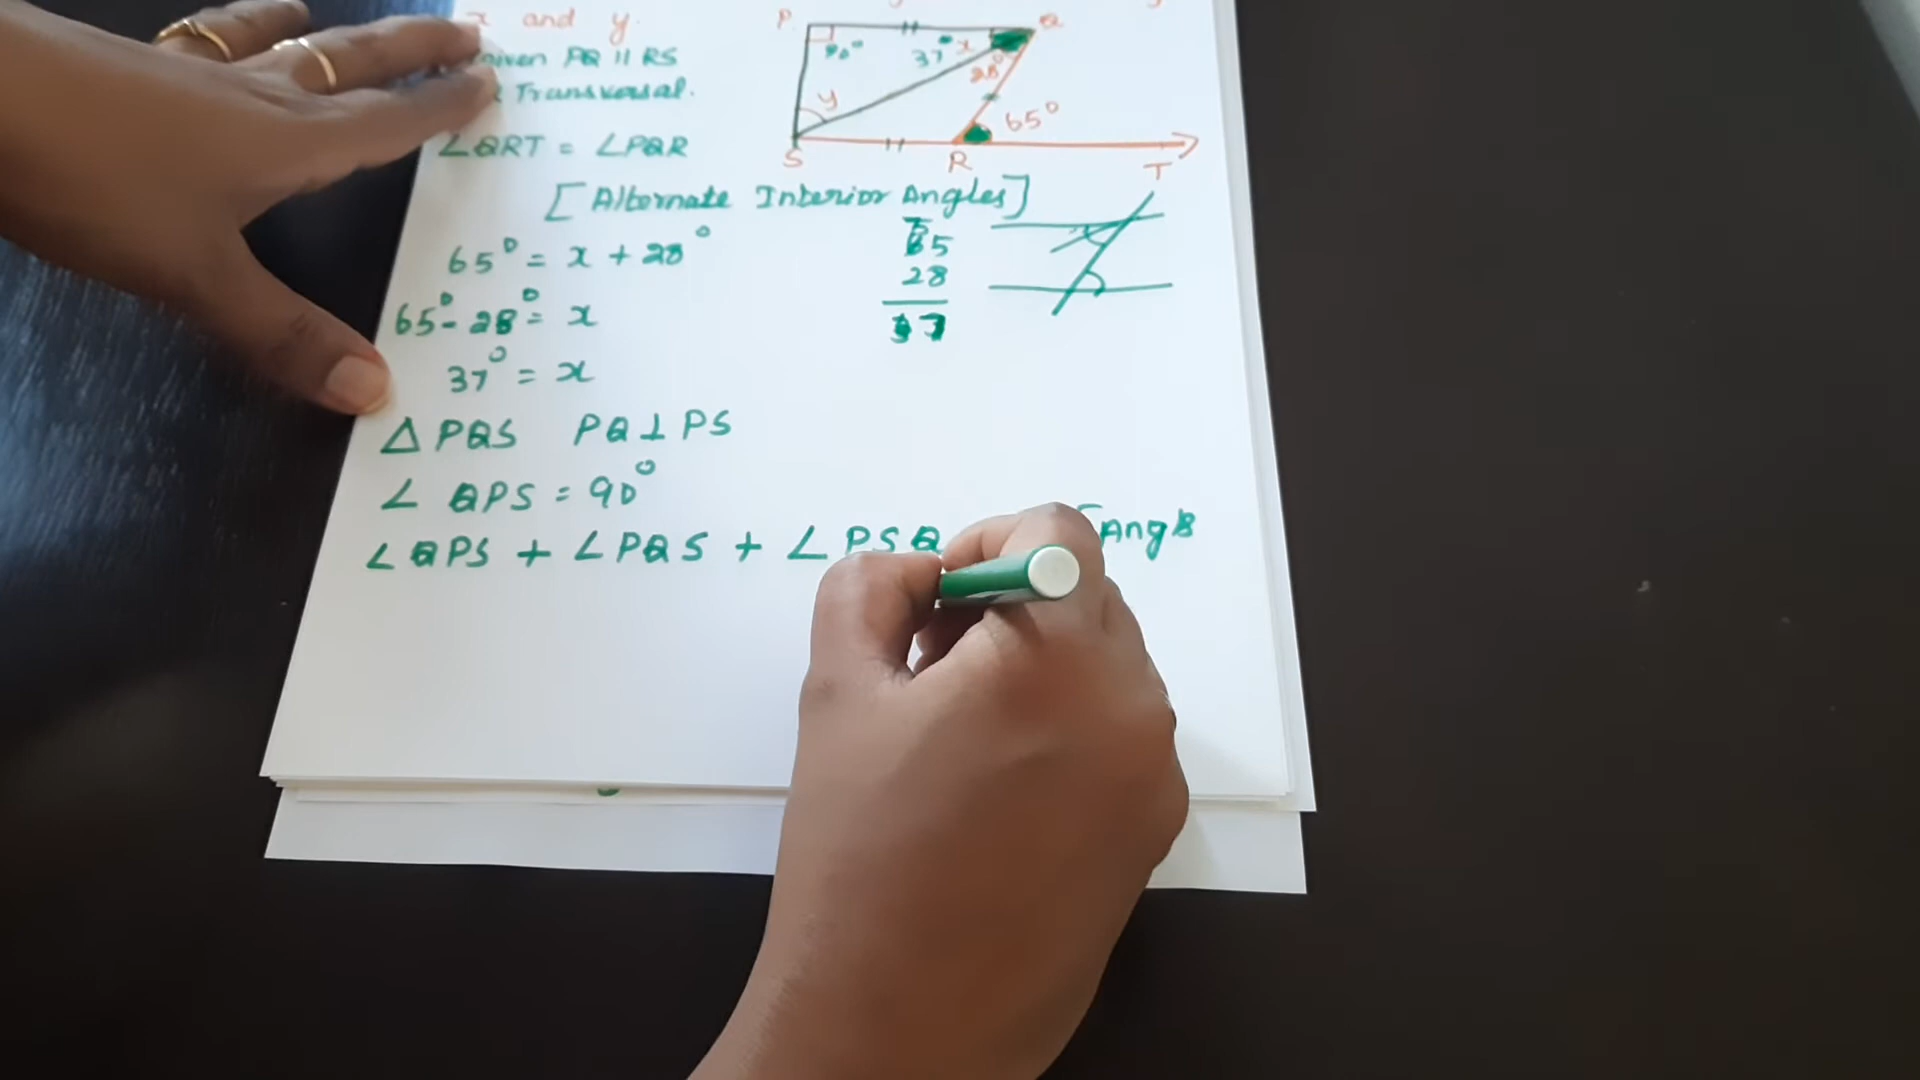 x and y.
given PQ || RS
Transversal.
∠QRT = ∠PQR
[Alternate Interior Angles]
65° = x + 28°
65° - 28° = x
37° = x
△ PQS PQ ⊥ PS
∠ QPS = 90°
∠QPS + ∠PQS + ∠PSQ
[Angle
P
Q
90°
37° x
28°
y
65°
S
R
T
65
28
37